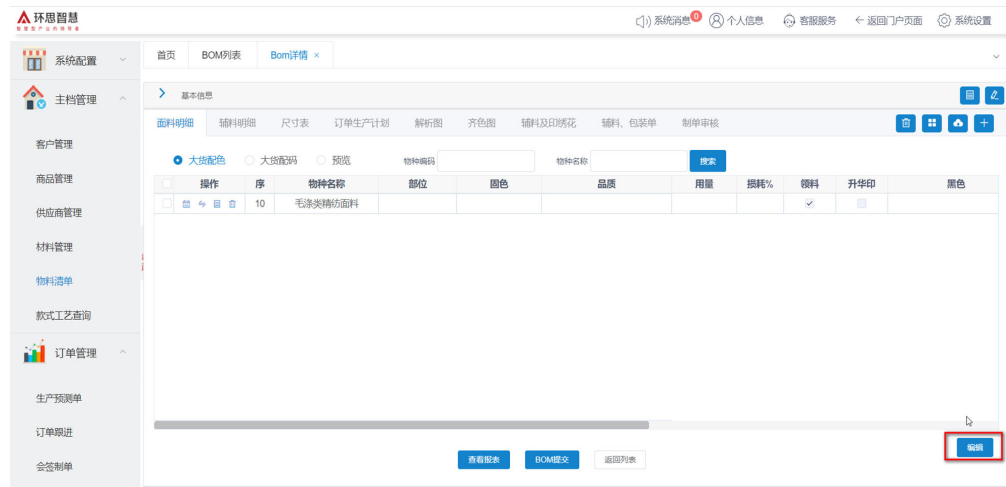 环思智慧
系统消息 0 个人信息 客服服务 返回门户页面 系统设置
系统配置
首页 BOM列表 Bom详情 ×
主档管理
基本信息
面料明细 辅料明细 尺寸表 订单生产计划 解析图 齐色图 辅料及印绣花 辅料、包装单 制单审核
客户管理
大货配色 大货配码 预览 物种编码 物种名称 搜索
商品管理
操作 序 物种名称 部位 固色 品质 用量 损耗% 领料 升华印 黑色
10 毛涤类精纺面料
供应商管理
材料管理
物料清单
款式工艺查询
订单管理
生产预测单
订单跟进
编辑
查看报表 BOM提交 返回列表
会签制单